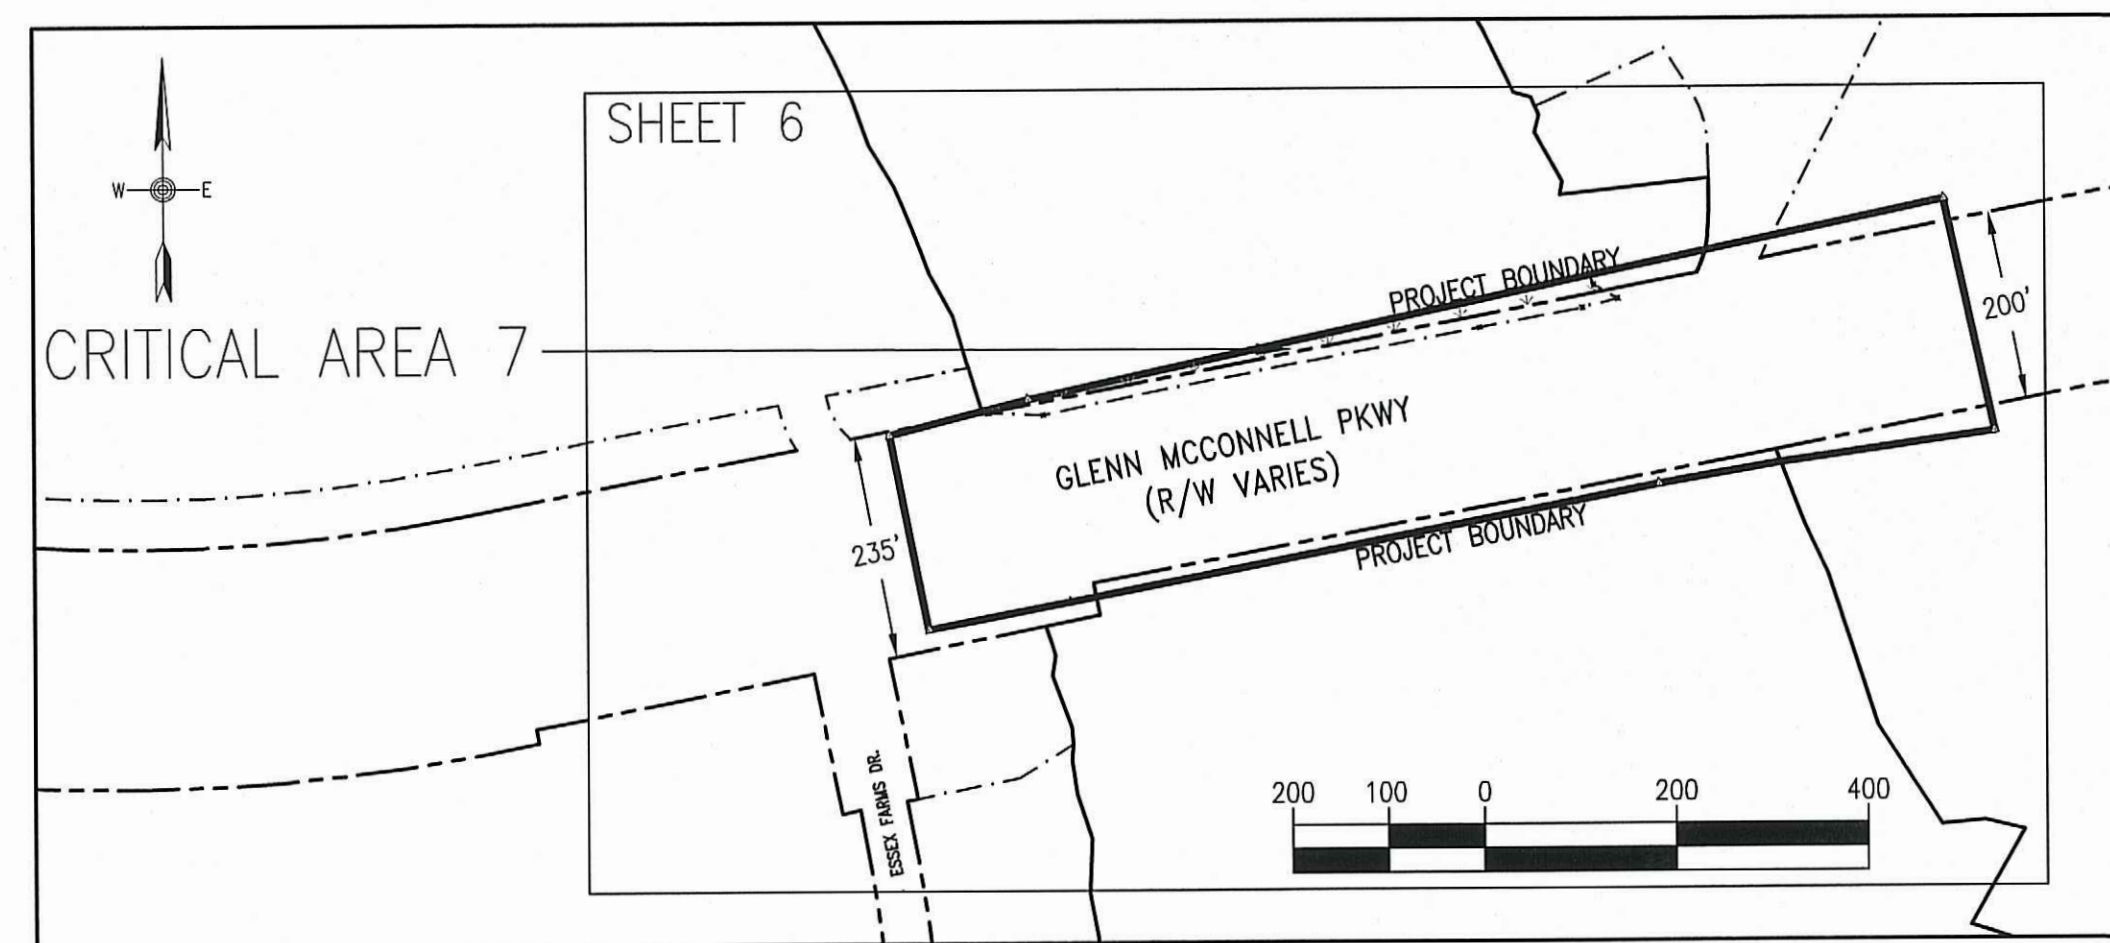 SHEET 6
W E
PROJECT BOUNDARY
200'
CRITICAL AREA 7
GLENN MCCONNELL PKWY
(R/W VARIES)
235'
PROJECT BOUNDARY
ESSEX FARMS DR.
200 100 0 200 400